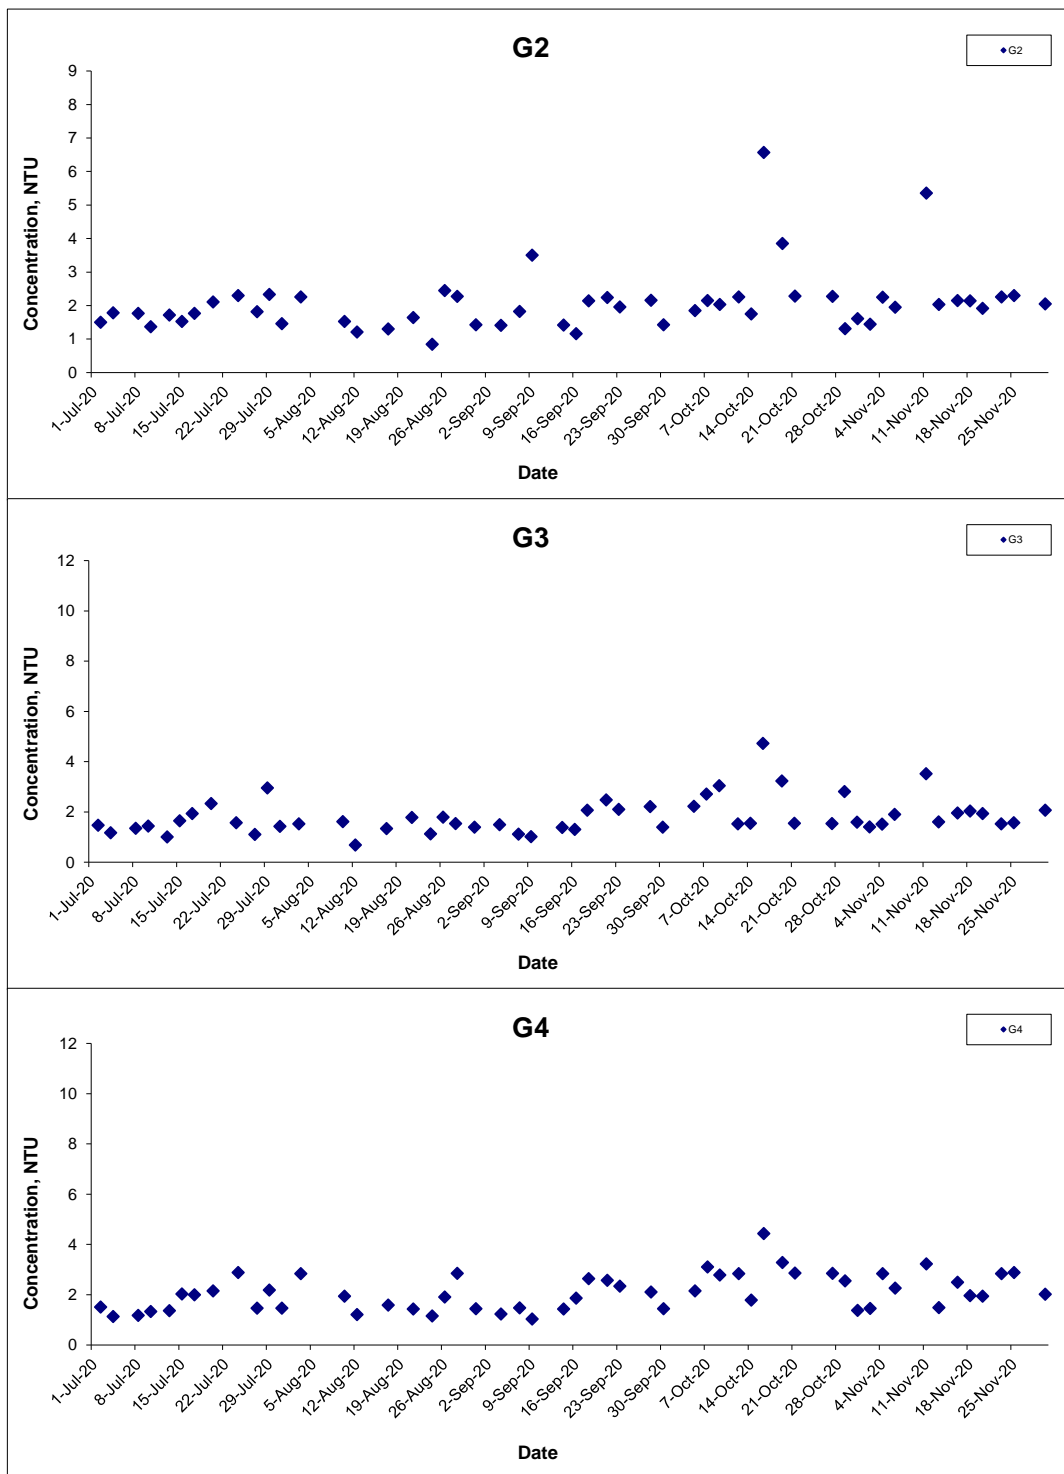 G2
G2
9
8
7
6
5
4
3
2
1
0
Concentration, NTU
1-Jul-20
8-Jul-20
15-Jul-20
22-Jul-20
29-Jul-20
5-Aug-20
12-Aug-20
19-Aug-20
26-Aug-20
2-Sep-20
9-Sep-20
16-Sep-20
23-Sep-20
30-Sep-20
7-Oct-20
14-Oct-20
21-Oct-20
28-Oct-20
4-Nov-20
11-Nov-20
18-Nov-20
25-Nov-20
Date
G3
G3
12
10
8
6
4
2
0
Concentration, NTU
1-Jul-20
8-Jul-20
15-Jul-20
22-Jul-20
29-Jul-20
5-Aug-20
12-Aug-20
19-Aug-20
26-Aug-20
2-Sep-20
9-Sep-20
16-Sep-20
23-Sep-20
30-Sep-20
7-Oct-20
14-Oct-20
21-Oct-20
28-Oct-20
4-Nov-20
11-Nov-20
18-Nov-20
25-Nov-20
Date
G4
G4
12
10
8
6
4
2
0
Concentration, NTU
1-Jul-20
8-Jul-20
15-Jul-20
22-Jul-20
29-Jul-20
5-Aug-20
12-Aug-20
19-Aug-20
26-Aug-20
2-Sep-20
9-Sep-20
16-Sep-20
23-Sep-20
30-Sep-20
7-Oct-20
14-Oct-20
21-Oct-20
28-Oct-20
4-Nov-20
11-Nov-20
18-Nov-20
25-Nov-20
Date